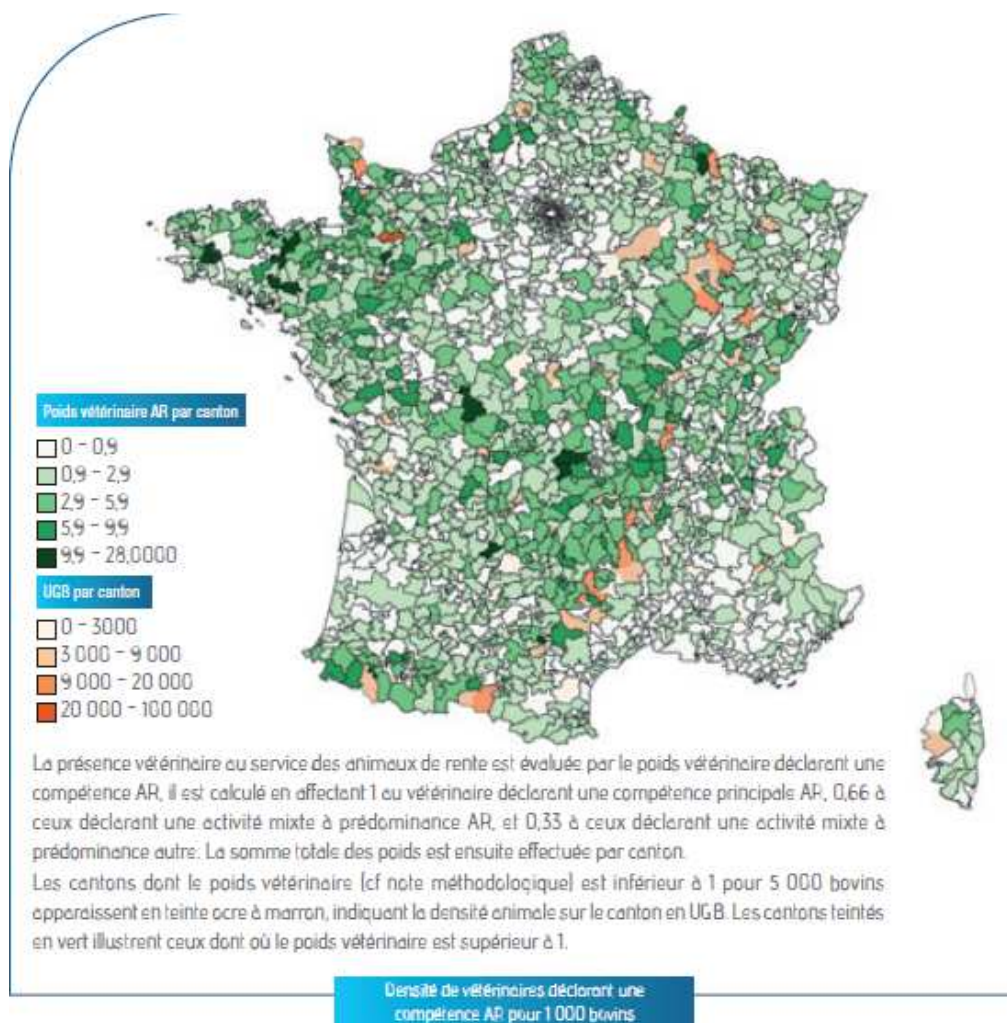 Poids vétérinaire AR par canton
0 - 0,9
0,9 - 2,9
2,9 - 5,9
5,9 - 9,9
9,9 - 28,0000
UGB par canton
0 - 3000
3 000 - 9 000
9 000 - 20 000
20 000 - 100 000
La présence vétérinaire au service des animaux de rente est évaluée par le poids vétérinaire déclarant une
compétence AR, il est calculé en affectant 1 au vétérinaire déclarant une compétence principale AR, 0,66 à
ceux déclarant une activité mixte à prédominance AR, et 0,33 à ceux déclarant une activité mixte à
prédominance autre. La somme totale des poids est ensuite effectuée par canton.
Les cantons dont le poids vétérinaire (cf note méthodologique) est inférieur à 1 pour 5 000 bovins
apparaissent en teinte ocre à marron, indiquant la densité animale sur le canton en UGB. Les cantons teintés
en vert illustrent ceux dont où le poids vétérinaire est supérieur à 1.
Densité de vétérinaires déclarant une
compétence AR pour 1 000 bovins